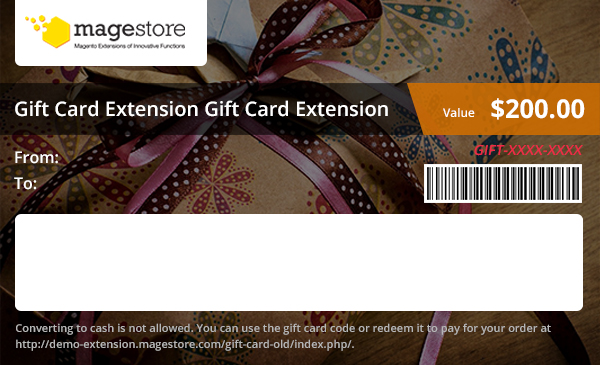 magestore
Magento Extensions of Innovative Functions
Gift Card Extension Gift Card Extension
Value $200.00
GIFT-XXXX-XXXX
From:
To:
Converting to cash is not allowed. You can use the gift card code or redeem it to pay for your order at
http://demo-extension.magestore.com/gift-card-old/index.php/.